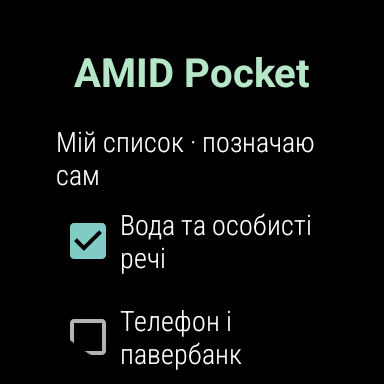 AMID Pocket
Мій список · позначаю
сам
Вода та особисті
речі
Телефон і
павербанк